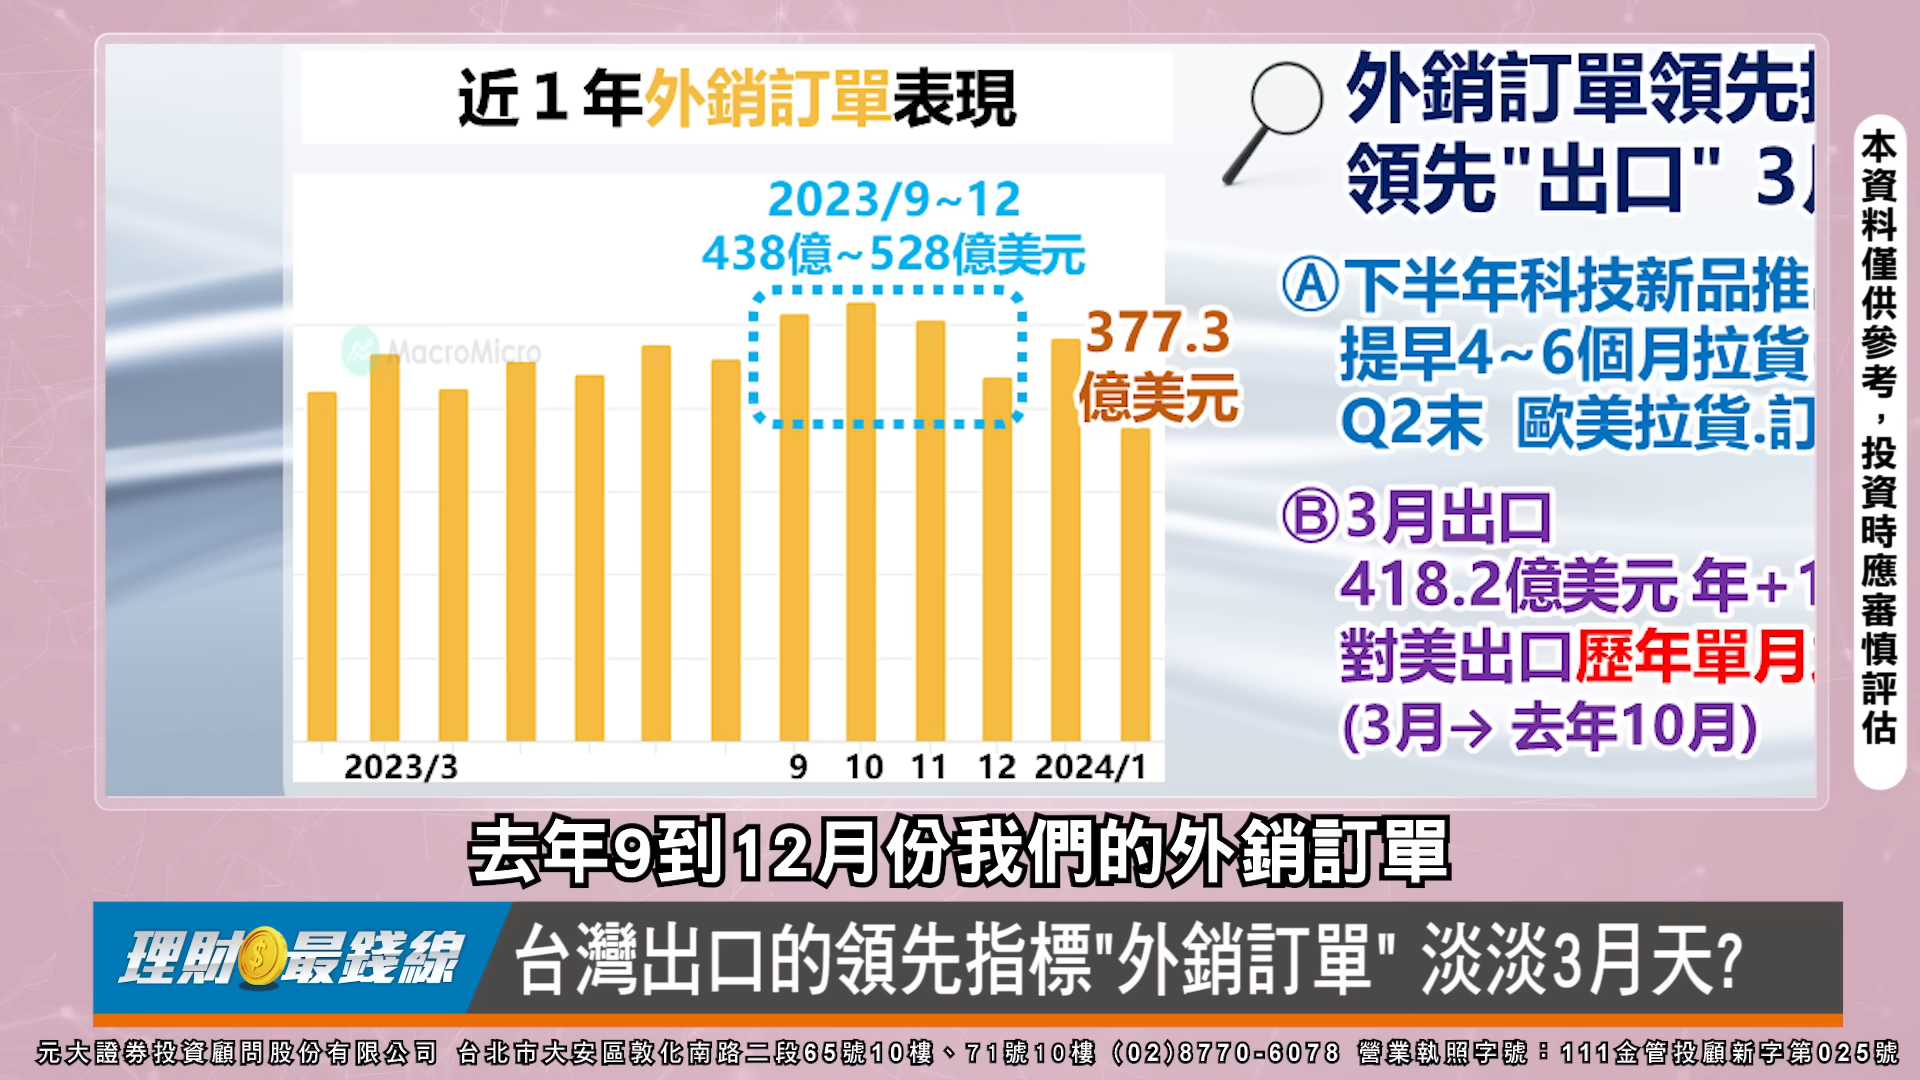 近1年外銷訂單表現
2023/9~12
438億~528億美元
377.3
億美元
MacroMicro
2023/3
9
10
11
12
2024/1
外銷訂單領先
領先"出口" 3
Ⓐ下半年科技新品推
提早4~6個月拉貨
Q2末 歐美拉貨.訂
Ⓑ3月出口
418.2億美元 年+1
對美出口歷年單月
(3月→ 去年10月)
本資料僅供參考，投資時應審慎評估
去年9到12月份我們的外銷訂單
理財最錢線
台灣出口的領先指標"外銷訂單" 淡淡3月天?
元大證券投資顧問股份有限公司 台北市大安區敦化南路二段65號10樓、71號10樓 (02)8770-6078 營業執照字號：111金管投顧新字第025號